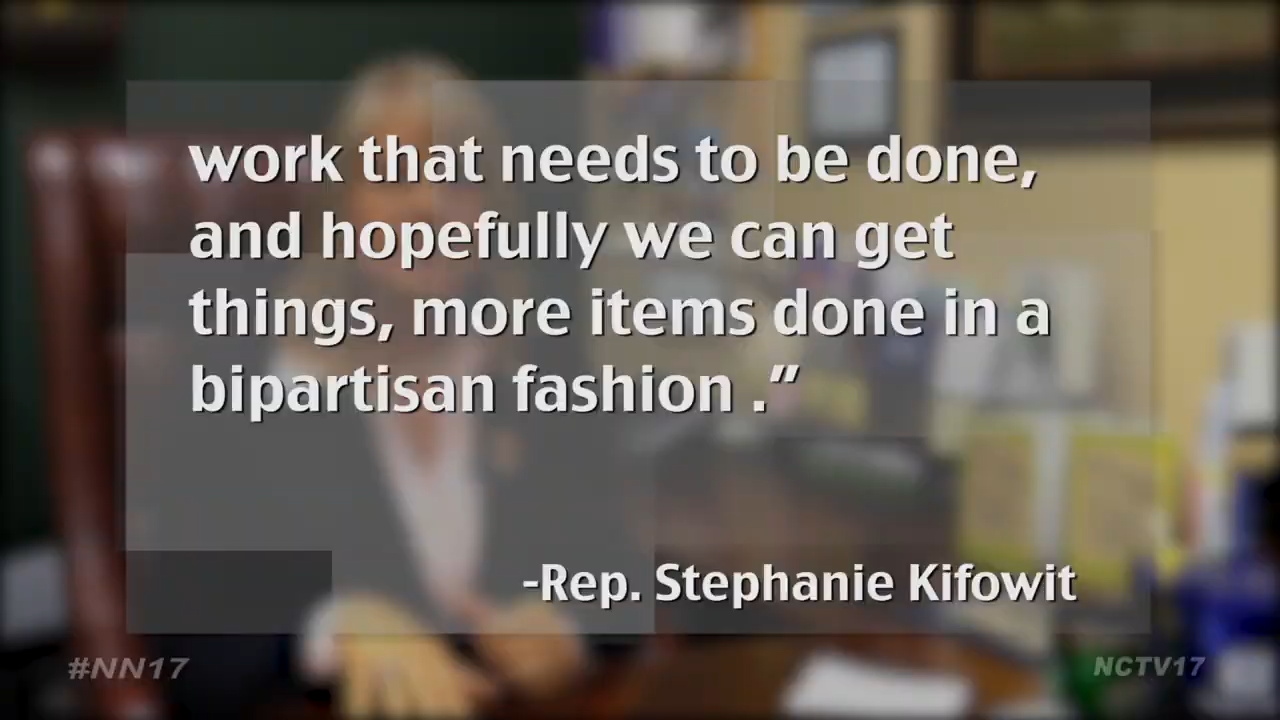 work that needs to be done,
and hopefully we can get
things, more items done in a
bipartisan fashion .”
-Rep. Stephanie Kifowit
#NN17
NCTV17